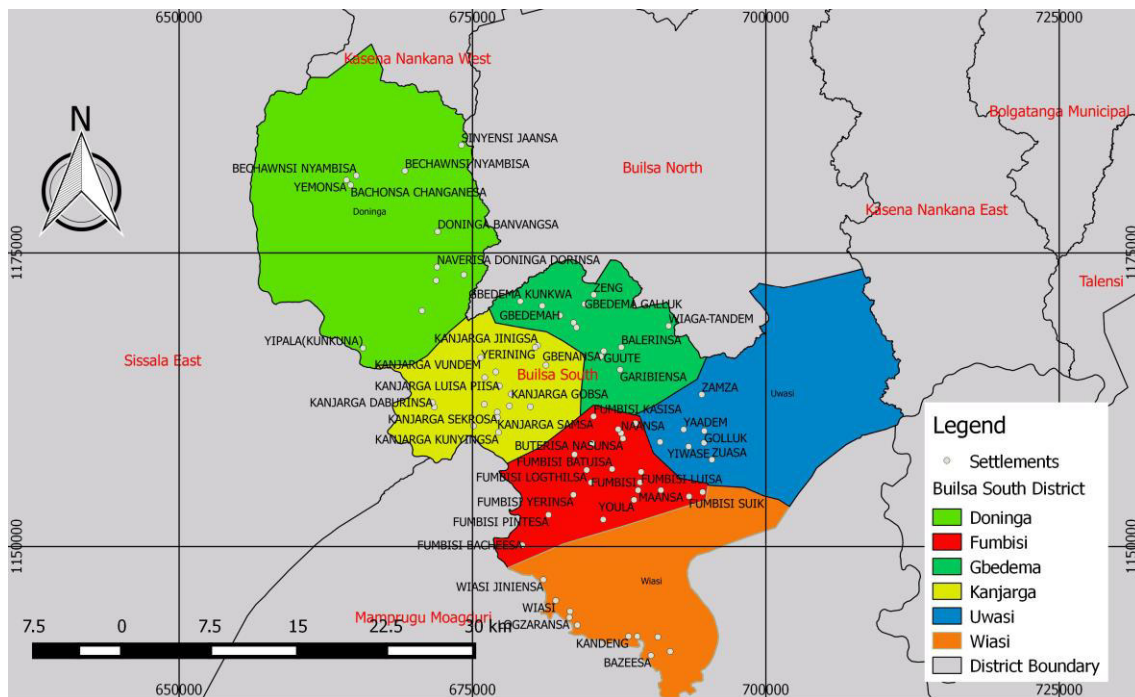 650000
675000
700000
725000
Kasena Nankana West
N
Bolgatanga Municipal
SINYENSI JAANSA
BECHAWNSI NYAMBISA
BECHAWNSI NYAMBISA
Builsa North
YEMONSA
BACHONSA CHANGANESA
Doninga
Kasena Nankana East
DONINGA BANVANGSA
1175000
1175000
NAVERISA DONINGA DORINSA
Talensi
ZENG
GBEDEMA KUNKWA
GBEDEMA GALLUK
GBEDEMAH
WIAGA-TANDEM
KANJARGA JINIGSA
BALERINSA
YIPALA(KUNKUNA)
YERINING
GBENANSA
GUUTE
Sissala East
KANJARGA VUNDEM
Builsa South
GARIBIENSA
KANJARGA LUISA PIISA
ZAMZA
Uwasi
KANJARGA GOBSA
KANJARGA DABURINSA
FUMBISI KASISA
KANJARGA SEKROSA
KANJARGA SAMSA
NAANSA
YAADEM
KANJARGA KUNYINGSA
BUTERISA NASUNSA
GOLLUK
YIWASE
ZUASA
FUMBISI BATUISA
FUMBISI LOGTHILSA
FUMBISI
FUMBISI LUISA
FUMBISI YERINSA
MAANSA
FUMBISI SUIK
YOULA
FUMBISI PINTESA
FUMBISI BACHEESA
1150000
1150000
WIASI JINIENSA
Wiasi
WIASI
Mamprugu Moagduri
LOGZARANSA
7.5 0 7.5 15 22.5 30 km
KANDENG
BAZEESA
650000
675000
700000
725000
Legend
Settlements
Builsa South District
Doninga
Fumbisi
Gbedema
Kanjarga
Uwasi
Wiasi
District Boundary